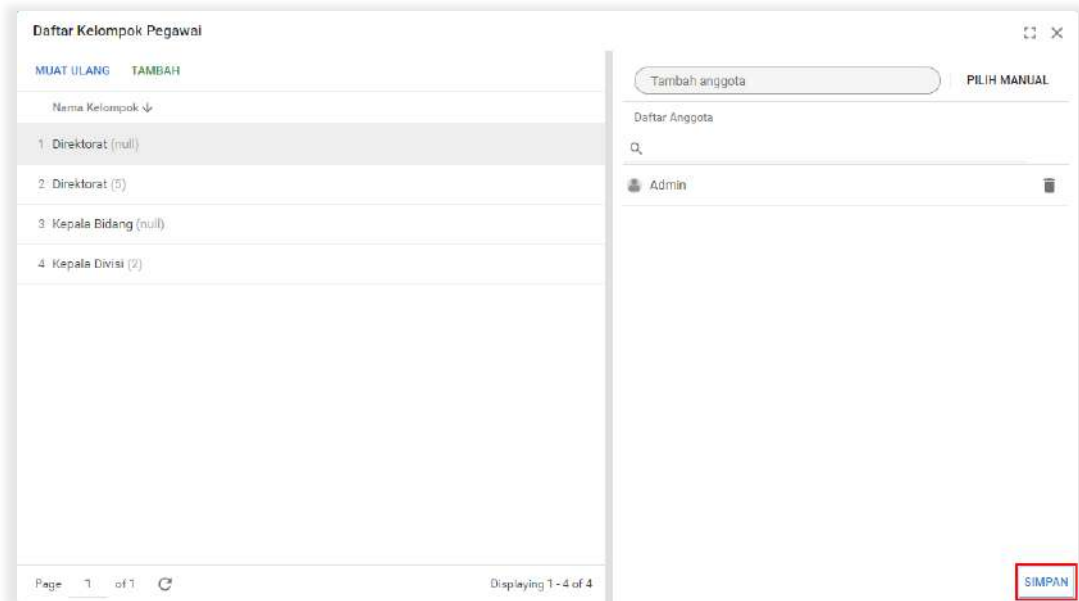 Daftar Kelompok Pegawai
MUAT ULANG TAMBAH
Nama Kelompok
1 Direktorat (null)
2 Direktorat (5)
3 Kepala Bidang (null)
4 Kepala Divisi (2)
Page 1 of 1
Displaying 1 - 4 of 4
Tambah anggota
PILIH MANUAL
Daftar Anggota
Admin
SIMPAN